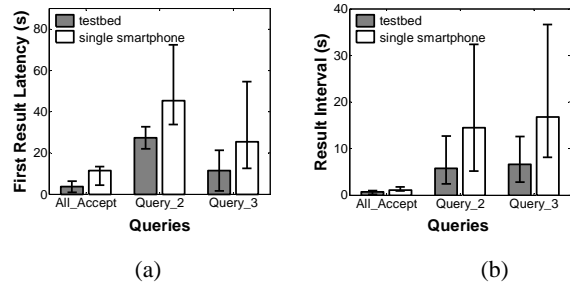 First Result Latency (s)
80
60
40
20
0
testbed
single smartphone
All_Accept Query_2 Query_3
Queries
(a)
Result Interval (s)
40
30
20
10
0
testbed
single smartphone
All_Accept Query_2 Query_3
Queries
(b)